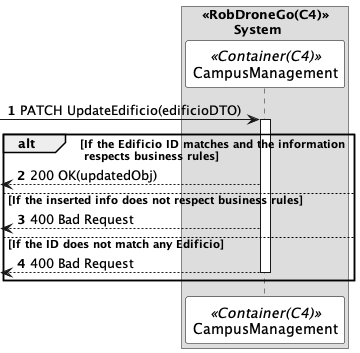 «RobDroneGo(C4)»
System
«Container(C4)»
CampusManagement
1 PATCH UpdateEdificio(edificioDTO)
alt [If the Edificio ID matches and the information
respects business rules]
2 200 OK(updatedObj)
[If the inserted info does not respect business rules]
3 400 Bad Request
[If the ID does not match any Edificio]
4 400 Bad Request
«Container(C4)»
CampusManagement